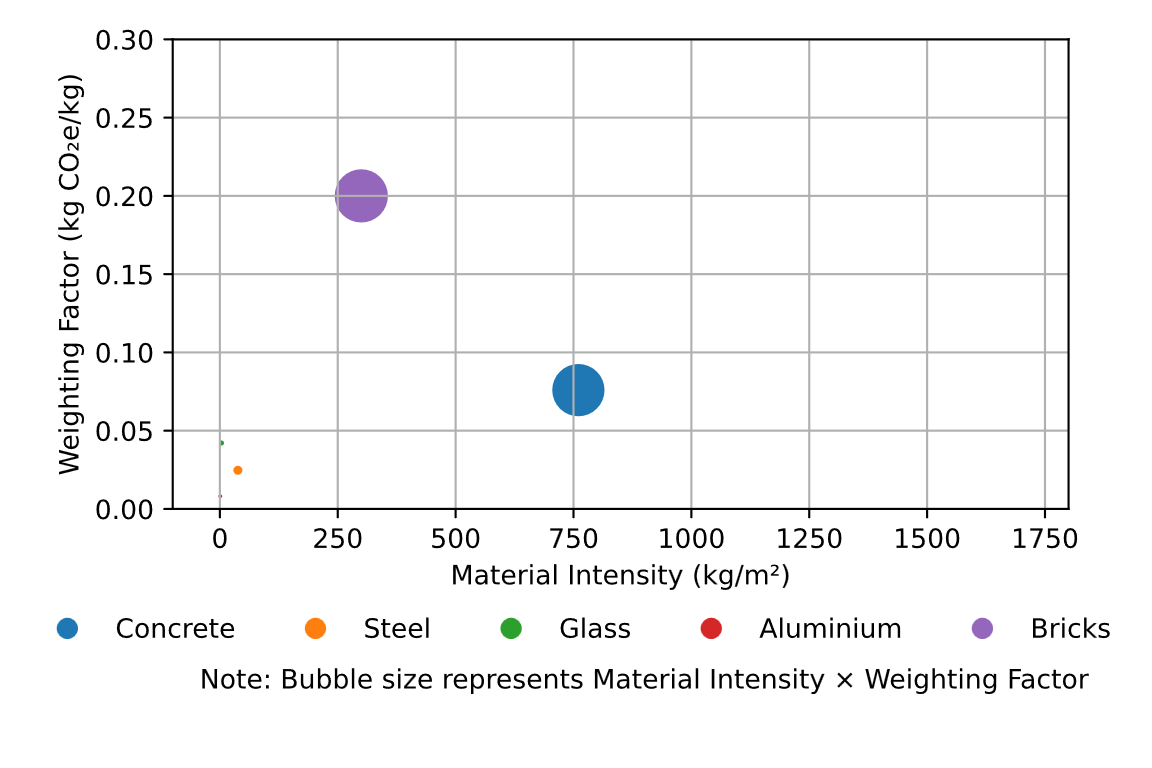 0.30
0.25
0.20
0.15
0.10
0.05
0.00
Weighting Factor (kg CO₂e/kg)
0 250 500 750 1000 1250 1500 1750
Material Intensity (kg/m²)
Concrete Steel Glass Aluminium Bricks
Note: Bubble size represents Material Intensity × Weighting Factor